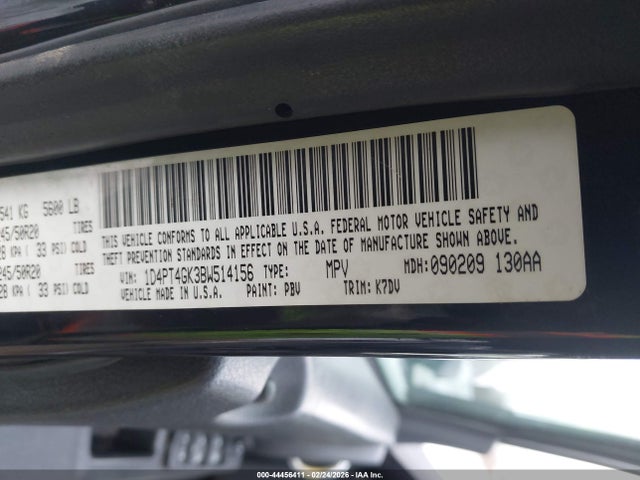 541 KG 5600 LB
245/50R20 TIRES
28 KPA ( 33 PSI) COLD
245/50R20 TIRES
28 KPA ( 33 PSI) COLD
THIS VEHICLE CONFORMS TO ALL APPLICABLE U.S.A. FEDERAL MOTOR VEHICLE SAFETY AND
THEFT PREVENTION STANDARDS IN EFFECT ON THE DATE OF MANUFACTURE SHOWN ABOVE.
VIN: 1D4PT4GK3BW514156 TYPE: MPV MDH: 090209 130AA
VEHICLE MADE IN U.S.A. PAINT: PBV TRIM: K7DV
000-44456411 - 02/24/2026 - IAA Inc.